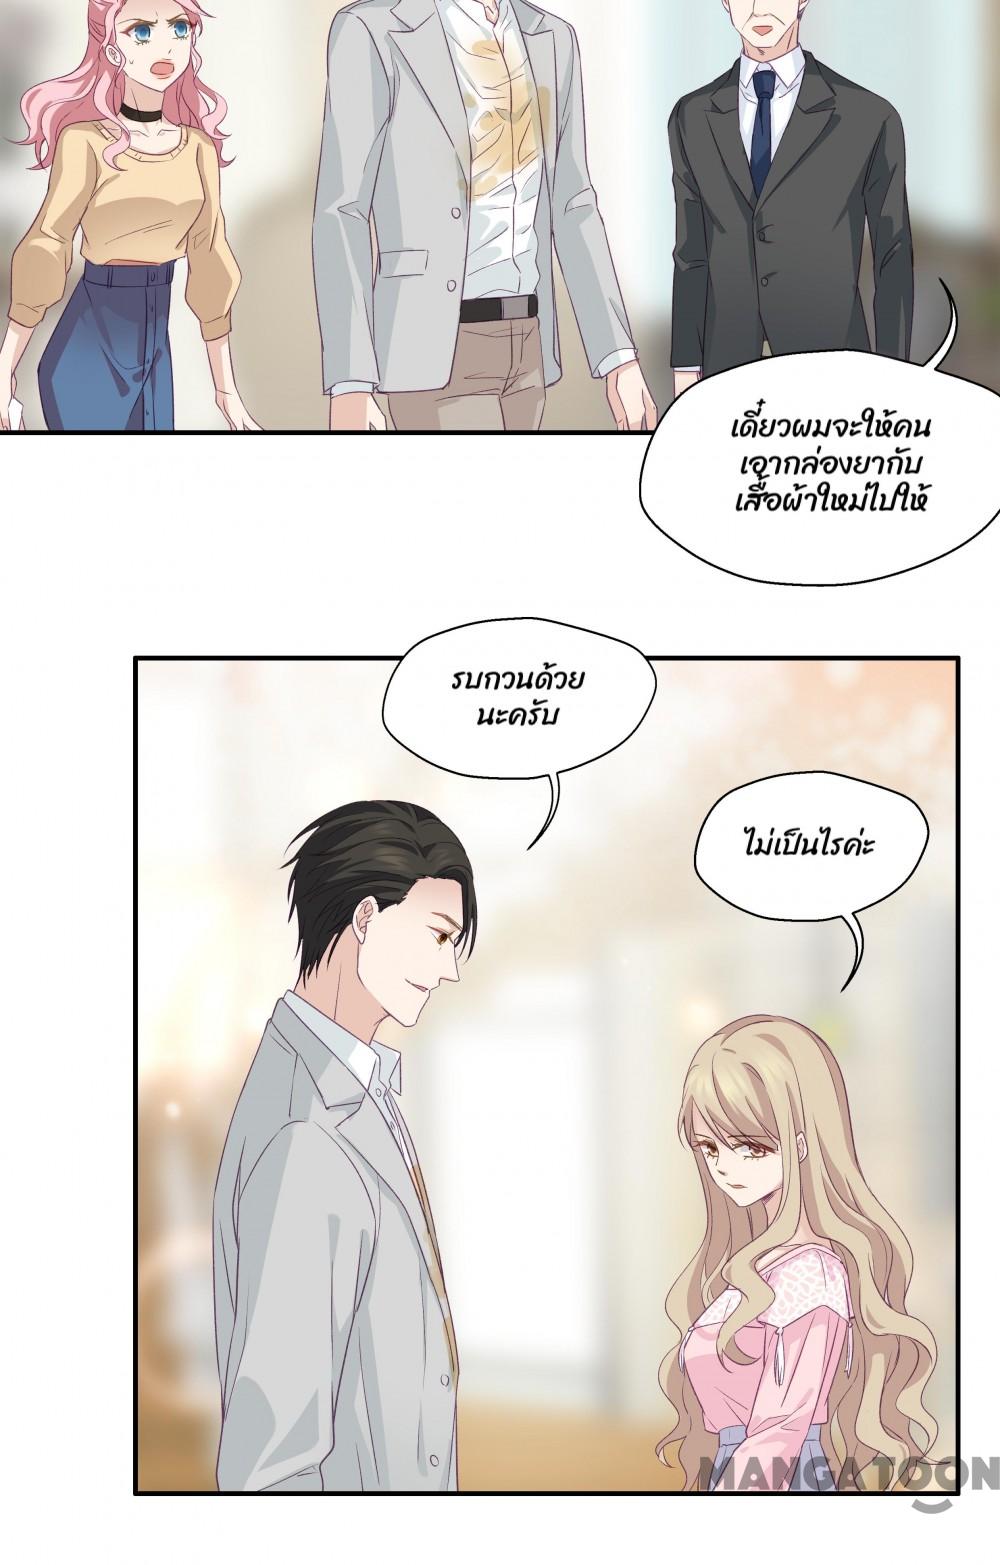 เดี๋ยวผมจะให้คน
เอากล่องยากับ
เสื้อผ้าใหม่ไปให้
รบกวนด้วย
นะครับ
ไม่เป็นไรค่ะ
MANGATOON